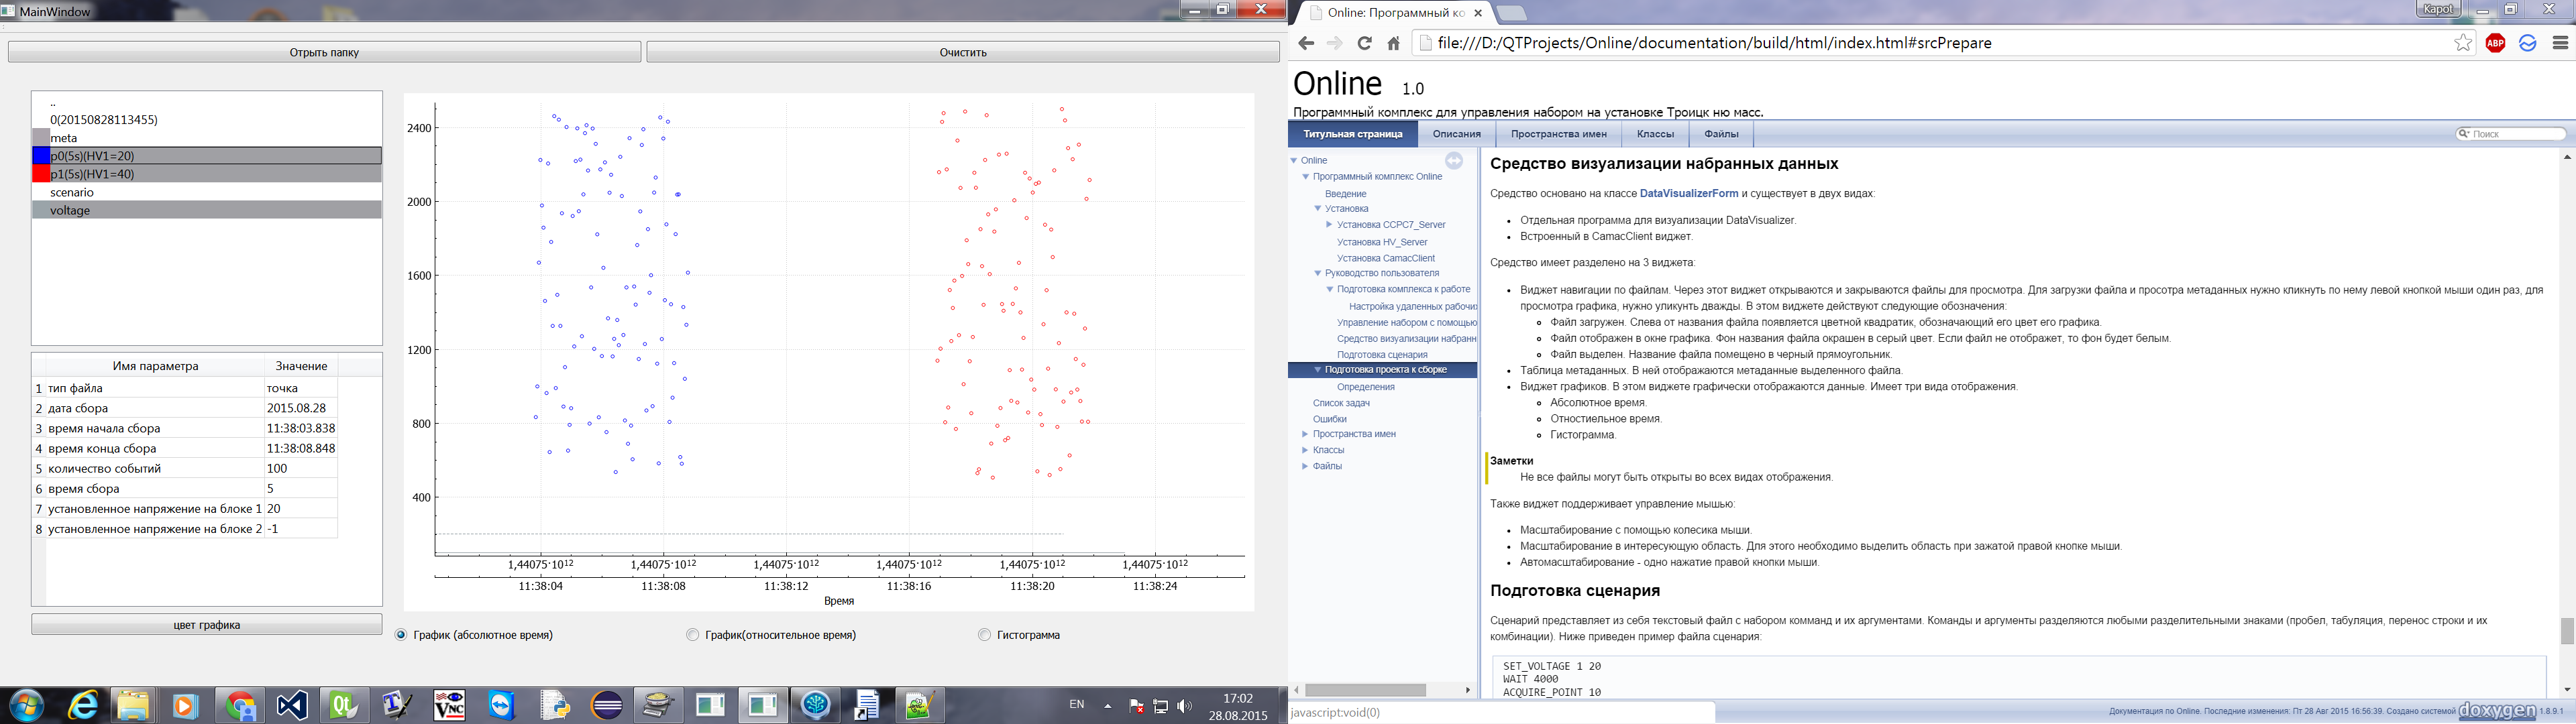 MainWindow
Отрыть папку
Очистить
..
0(20150828113455)
meta
p0(5s)(HV1=20)
p1(5s)(HV1=40)
scenario
voltage
Имя параметра Значение
1 тип файла точка
2 дата сбора 2015.08.28
3 время начала сбора 11:38:03.838
4 время конца сбора 11:38:08.848
5 количество событий 100
6 время сбора 5
7 установленное напряжение на блоке 1 20
8 установленное напряжение на блоке 2 -1
цвет графика
2400
2000
1600
1200
800
400
1,44075·10¹² 1,44075·10¹² 1,44075·10¹² 1,44075·10¹² 1,44075·10¹² 1,44075·10¹²
11:38:04 11:38:08 11:38:12 11:38:16 11:38:20 11:38:24
Время
График (абсолютное время)
График(относительное время)
Гистограмма
EN
17:02
28.08.2015
Online: Программный кo
Kapot
file:///D:/QTProjects/Online/documentation/build/html/index.html#srcPrepare
ABP
Online 1.0
Программный комплекс для управления набором на установке Троицк ню масс.
Титульная страница Описания Пространства имен Классы Файлы
Поиск
Online
Программный комплекс Online
Введение
Установка
Установка CCPC7_Server
Установка HV_Server
Установка CamacClient
Руководство пользователя
Подготовка комплекса к работе
Настройка удаленных рабочих
Управление набором с помощью
Средство визуализации набранн
Подготовка сценария
Подготовка проекта к сборке
Определения
Список задач
Ошибки
Пространства имен
Классы
Файлы
Средство визуализации набранных данных
Средство основано на классе DataVisualizerForm и существует в двух видах:
Отдельная программа для визуализации DataVisualizer.
Встроенный в CamacClient виджет.
Средство имеет разделено на 3 виджета:
Виджет навигации по файлам. Через этот виджет открываются и закрываются файлы для просмотра. Для загрузки файла и просотра метаданных нужно кликнуть по нему левой кнопкой мыши один раз, для
просмотра графика, нужно уликунть дважды. В этом виджете действуют следующие обозначения:
Файл загружен. Слева от названия файла появляется цветной квадратик, обозначающий его цвет его графика.
Файл отображен в окне графика. Фон названия файла окрашен в серый цвет. Если файл не отображет, то фон будет белым.
Файл выделен. Название файла помещено в черный прямоугольник.
Таблица метаданных. В ней отображаются метаданные выделенного файла.
Виджет графиков. В этом виджете графически отображаются данные. Имеет три вида отображения.
Абсолютное время.
Отностиельное время.
Гистограмма.
Заметки
Не все файлы могут быть открыты во всех видах отображения.
Также виджет поддерживает управление мышью:
Масштабирование с помощью колесика мыши.
Масштабирование в интересующую область. Для этого необходимо выделить область при зажатой правой кнопке мыши.
Автомасштабирование - одно нажатие правой кнопки мыши.
Подготовка сценария
Сценарий представляет из себя текстовый файл с набором комманд и их аргументами. Команды и аргументы разделяются любыми разделительными знаками (пробел, табуляция, перенос строки и их
комбинации). Ниже приведен пример файла сценария:
SET_VOLTAGE 1 20
WAIT 4000
ACQUIRE_POINT 10
javascript:void(0)
Документация по Online. Последние изменения: Пт 28 Авг 2015 16:56:39. Создано системой doxygen 1.8.9.1